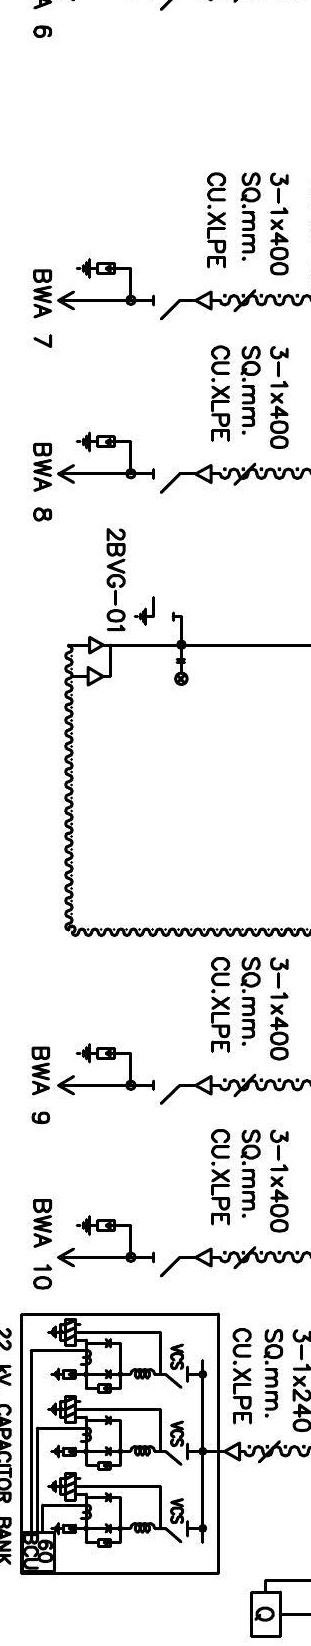 6
3-1x400
SQ.mm.
CU.XLPE
BWA 7
3-1x400
SQ.mm.
CU.XLPE
BWA 8
2BVG-01
3-1x400
SQ.mm.
CU.XLPE
BWA 9
3-1x400
SQ.mm.
CU.XLPE
BWA 10
3-1x240
SQ.mm.
CU.XLPE
VCS
VCS
VCS
60
BCU
22 kV CAPACITOR BANK
Q